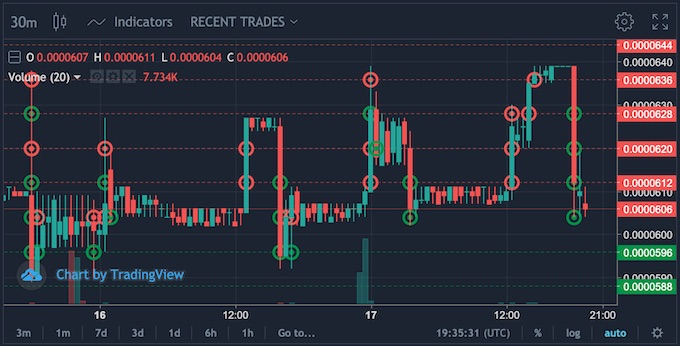 30m Indicators RECENT TRADES
O 0.0000607 H 0.0000611 L 0.0000604 C 0.0000606
Volume (20) 7.734K
0.0000644
0.0000640
0.0000636
0.0000630
0.0000628
0.0000620
0.0000612
0.0000610
0.0000606
0.0000600
0.0000596
0.0000590
0.0000588
Chart by TradingView
16 12:00 17 12:00 21:00
3m 1m 7d 3d 1d 6h 1h Go to... 19:35:31 (UTC) % log auto